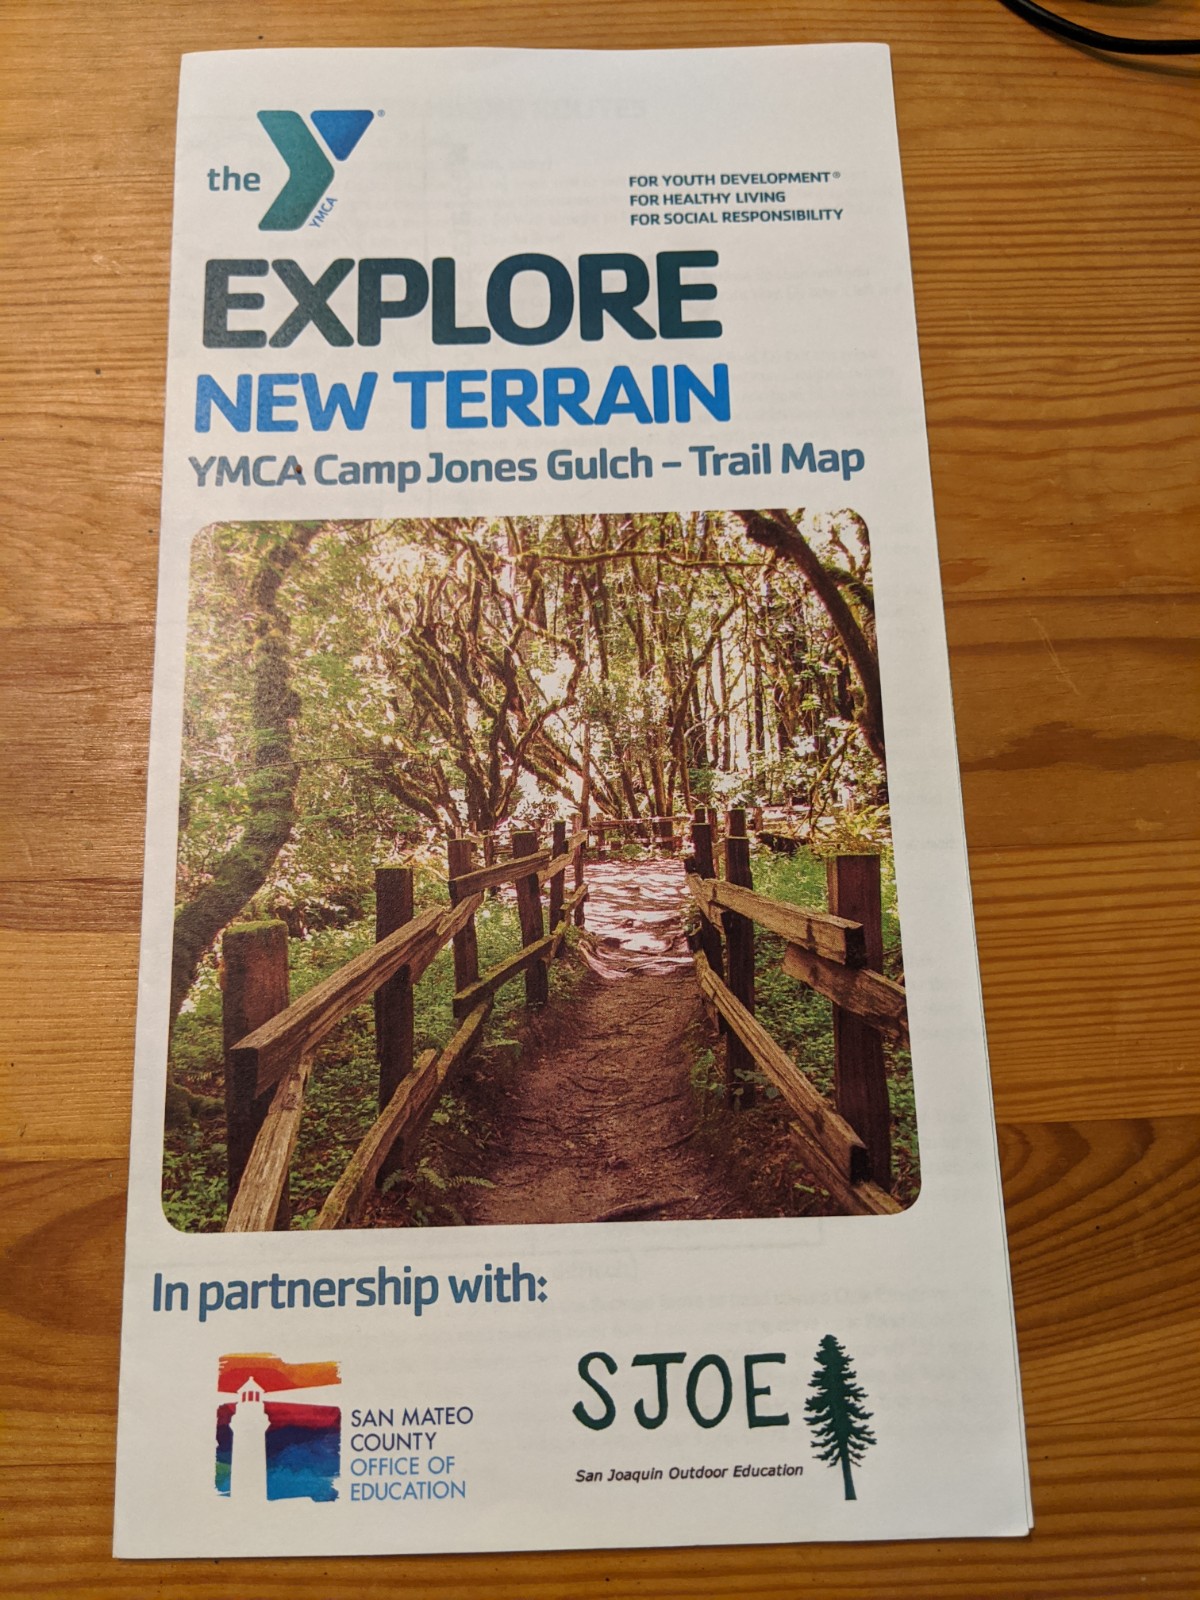 the
YMCA
FOR YOUTH DEVELOPMENT®
FOR HEALTHY LIVING
FOR SOCIAL RESPONSIBILITY
EXPLORE
NEW TERRAIN
YMCA Camp Jones Gulch – Trail Map
In partnership with:
SAN MATEO
COUNTY
OFFICE OF
EDUCATION
SJOE
San Joaquin Outdoor Education